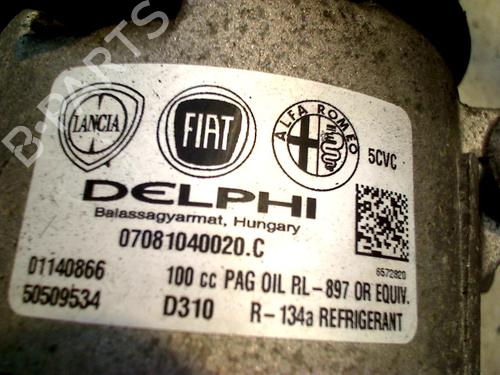 LANCIA
FIAT
ALFA ROMEO
5CVC
DELPHI
Balassagyarmat, Hungary
07081040020.C
6572820
01140866
100 cc PAG OIL RL-897 OR EQUIV.
50509534
D310
R-134a REFRIGERANT
B-PARTS